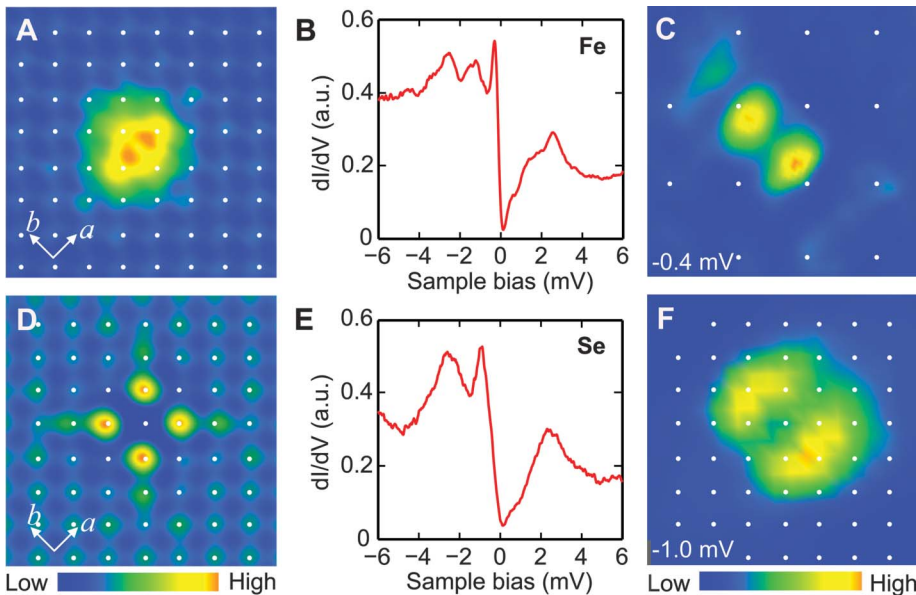 A
b
a
B
Fe
0.6
0.4
0.2
0
dI/dV (a.u.)
−6 −4 −2 0 2 4 6
Sample bias (mV)
C
-0.4 mV
D
b
a
Low High
E
Se
0.6
0.4
0.2
0
dI/dV (a.u.)
−6 −4 −2 0 2 4 6
Sample bias (mV)
F
-1.0 mV
Low High